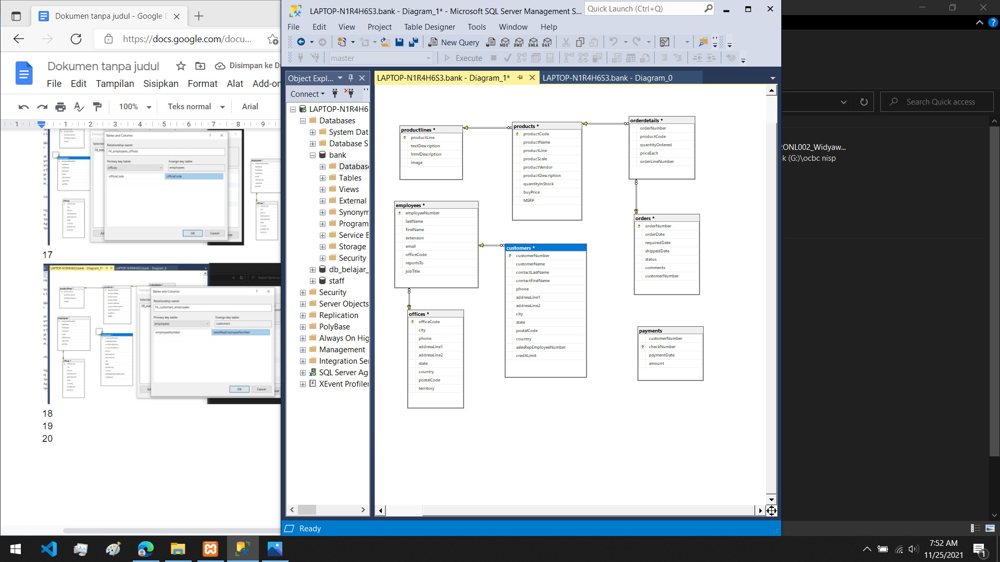 Dokumen tanpa judul - Google D
https://docs.google.com/docu...
Dokumen tanpa judul
Disimpan ke D
File Edit Tampilan Sisipkan Format Alat Add-on
100% Teks normal Arial
1 1 2 3 4 5 6 7 8 9
Tables and Columns
Relationship name:
FK_employees_offices
Primary key table: Foreign key table:
offices employees
officeCode officeCode
OK Cancel
17
LAPTOP-N1R4H6S3.bank - Diagram_1* LAPTOP-N1R4H6S3.bank - Diagram_0
Tables and Columns
Relationship name:
FK_customers_employees
Primary key table: Foreign key table:
employees customers
employeeNumber salesRepEmployeeNumber
OK Cancel
18
19
20
LAPTOP-N1R4H6S3.bank - Diagram_1* - Microsoft SQL Server Management S...
Quick Launch (Ctrl+Q)
File Edit View Project Table Designer Tools Window Help
New Query
MDX DMX XMLA DAX
master
Execute
Object Expl...
Connect
LAPTOP-N1R4H6
Databases
System Dat
Database S
bank
Databas
Tables
Views
External
Synonym
Program
Service E
Storage
Security
db_belajar_
staff
Security
Server Objects
Replication
PolyBase
Always On Hig
Management
Integration Ser
SQL Server Ag
XEvent Profiler
LAPTOP-N1R4H6S3.bank - Diagram_1*
LAPTOP-N1R4H6S3.bank - Diagram_0
productlines *
productLine
textDescription
htmlDescription
image
products *
productCode
productName
productLine
producScale
productVendor
productDescription
quantityInStock
buyPrice
MSRP
orderdetails *
orderNumber
productCode
quantityOrdered
priceEach
orderLineNumber
employees *
employeeNumber
lastName
firstName
extension
email
officeCode
reportsTo
jobTitle
customers *
customerNumber
customerName
contactLastName
contactFirstName
phone
addressLine1
addressLine2
city
state
postalCode
country
salesRepEmployeeNumber
creditLimit
orders *
orderNumber
orderDate
requiredDate
shippedDate
status
comments
customerNumber
offices *
officeCode
city
phone
addressLine1
addressLine2
state
country
postalCode
territory
payments
customerNumber
checkNumber
paymentDate
amount
Ready
Search Quick access
RONL002_Widyaw...
sk (G:)\ocbc nisp
7:52 AM
11/25/2021
1